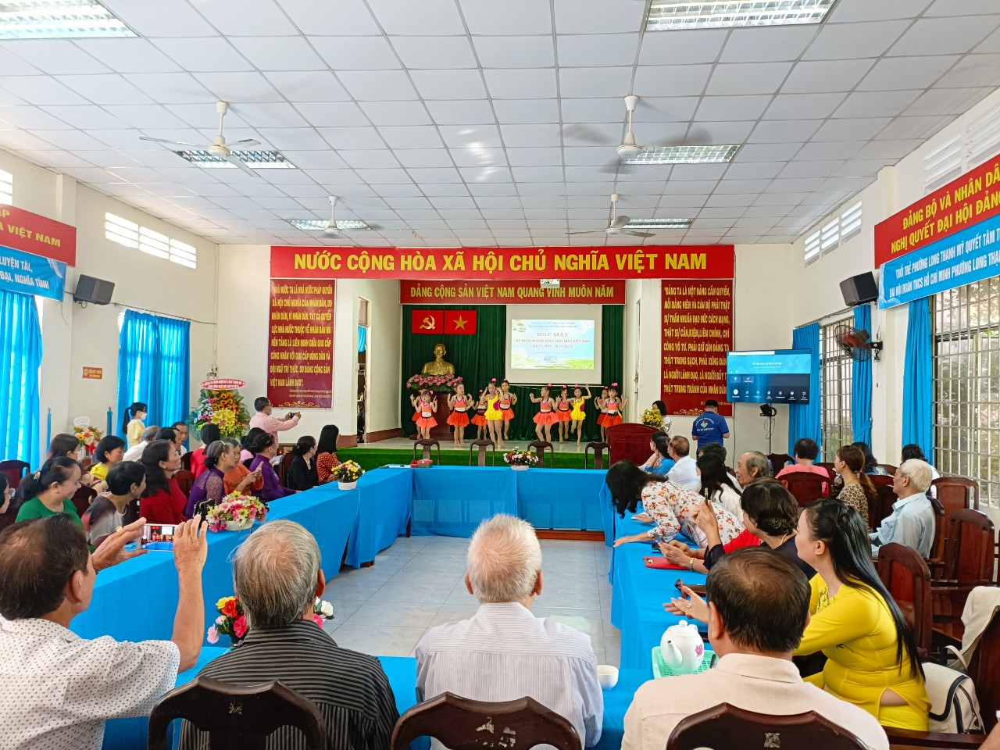 NƯỚC CỘNG HÒA XÃ HỘI CHỦ NGHĨA VIỆT NAM
ĐẢNG CỘNG SẢN VIỆT NAM QUANG VINH MUÔN NĂM
A VIỆT NAM
LUYỆN TÀI,
ĐẠI, NGHĨA TÌNH
"NHÀ NƯỚC TA LÀ NHÀ NƯỚC PHÁP QUYỀN
XÃ HỘI CHỦ NGHĨA CỦA NHÂN DÂN, DO
NHÂN DÂN, VÌ NHÂN DÂN. TẤT CẢ QUYỀN
LỰC NHÀ NƯỚC THUỘC VỀ NHÂN DÂN MÀ
NỀN TẢNG LÀ LIÊN MINH GIỮA GIAI CẤP
CÔNG NHÂN VỚI GIAI CẤP NÔNG DÂN VÀ
ĐỘI NGŨ TRÍ THỨC, DO ĐẢNG CỘNG SẢN
VIỆT NAM LÃNH ĐẠO".
HỌP MẶT
"ĐẢNG TA LÀ MỘT ĐẢNG CẦM QUYỀN,
MỖI ĐẢNG VIÊN VÀ CÁN BỘ PHẢI THẬT
SỰ THẤM NHUẦN ĐẠO ĐỨC CÁCH MẠNG,
THẬT SỰ CẦN, KIỆM, LIÊM, CHÍNH, CHÍ
CÔNG VÔ TƯ, PHẢI GIỮ GÌN ĐẢNG TA
THẬT TRONG SẠCH, PHẢI XỨNG ĐÁNG
LÀ NGƯỜI LÃNH ĐẠO, LÀ NGƯỜI ĐẦY TỚ
THẬT TRUNG THÀNH CỦA NHÂN DÂN"
ĐẢNG BỘ VÀ NHÂN DÂ
NGHỊ QUYẾT ĐẠI HỘI ĐẢNG
TUỔI TRẺ PHƯỜNG LONG THẠNH MỸ QUYẾT TÂM T
ĐẠI HỘI ĐOÀN TNCS HỒ CHÍ MINH PHƯỜNG LONG THẠ